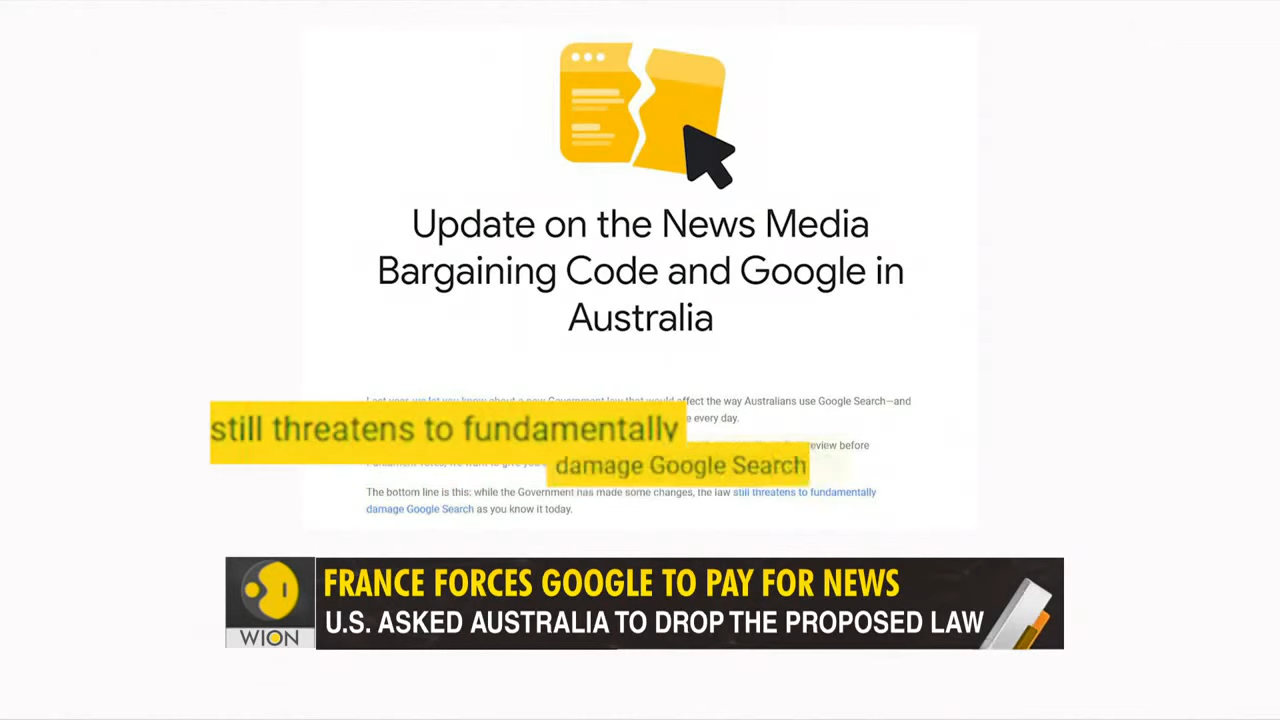 Update on the News Media
Bargaining Code and Google in
Australia
affect the way Australians use Google Search—and
every day.
still threatens to fundamentally
before
damage Google Search
The bottom line is this: while the Government has made some changes, the law still threatens to fundamentally
damage Google Search as you know it today.
FRANCE FORCES GOOGLE TO PAY FOR NEWS
U.S. ASKED AUSTRALIA TO DROP THE PROPOSED LAW
WION